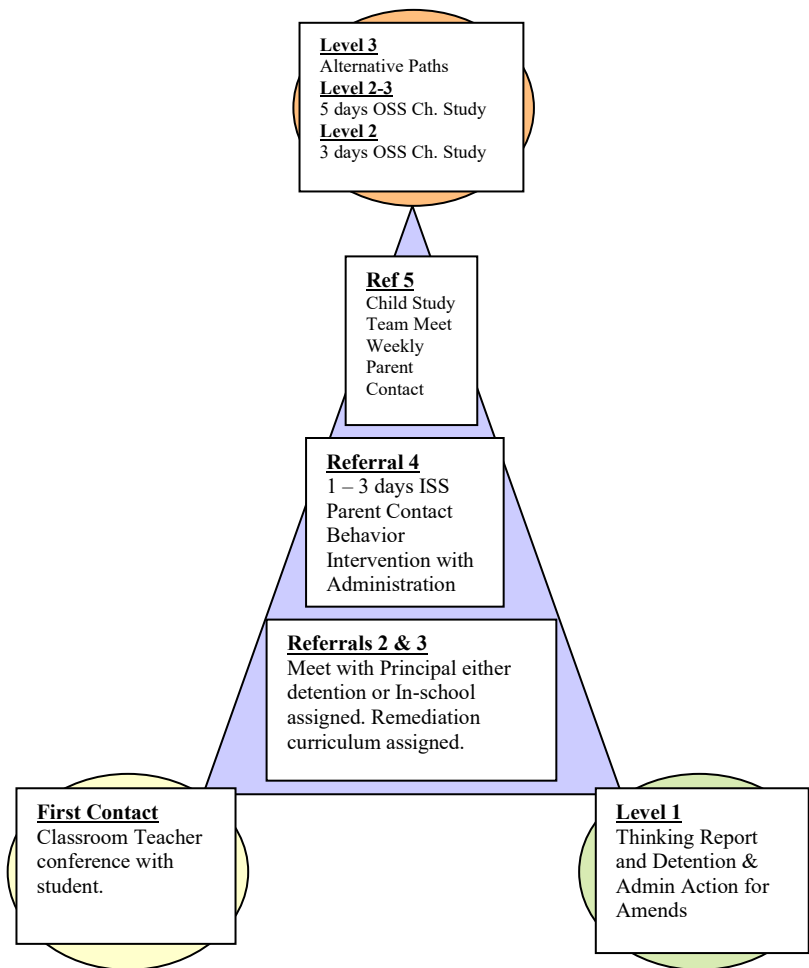 Level 3
Alternative Paths
Level 2-3
5 days OSS Ch. Study
Level 2
3 days OSS Ch. Study
Ref 5
Child Study
Team Meet
Weekly
Parent
Contact
Referral 4
1 – 3 days ISS
Parent Contact
Behavior
Intervention with
Administration
Referrals 2 & 3
Meet with Principal either
detention or In-school
assigned. Remediation
curriculum assigned.
First Contact
Classroom Teacher
conference with
student.
Level 1
Thinking Report
and Detention &
Admin Action for
Amends